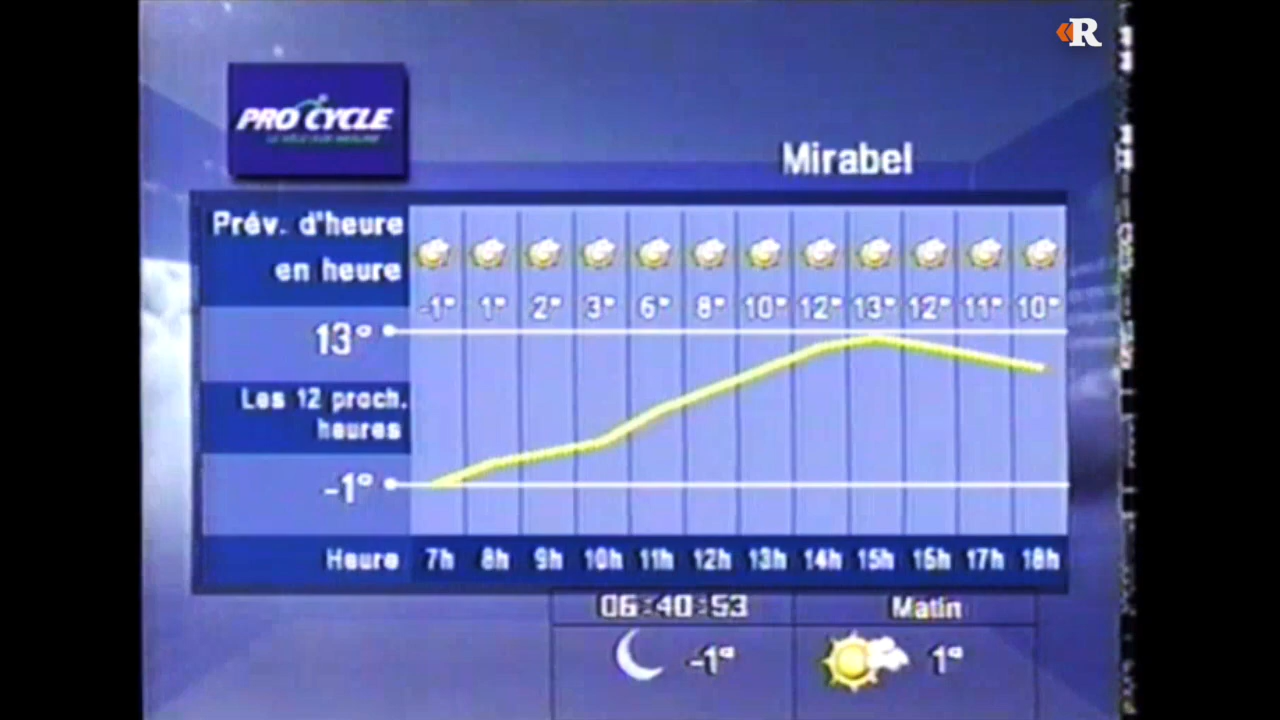 R
PRO CYCLE
Mirabel
Prév. d'heure
en heure
-1° 1° 2° 3° 6° 8° 10° 12° 13° 12° 11° 10°
13°
Les 12 proch.
heures
-1°
Heure 7h 8h 9h 10h 11h 12h 13h 14h 15h 16h 17h 18h
06:40:53 Matin
-1° 1°